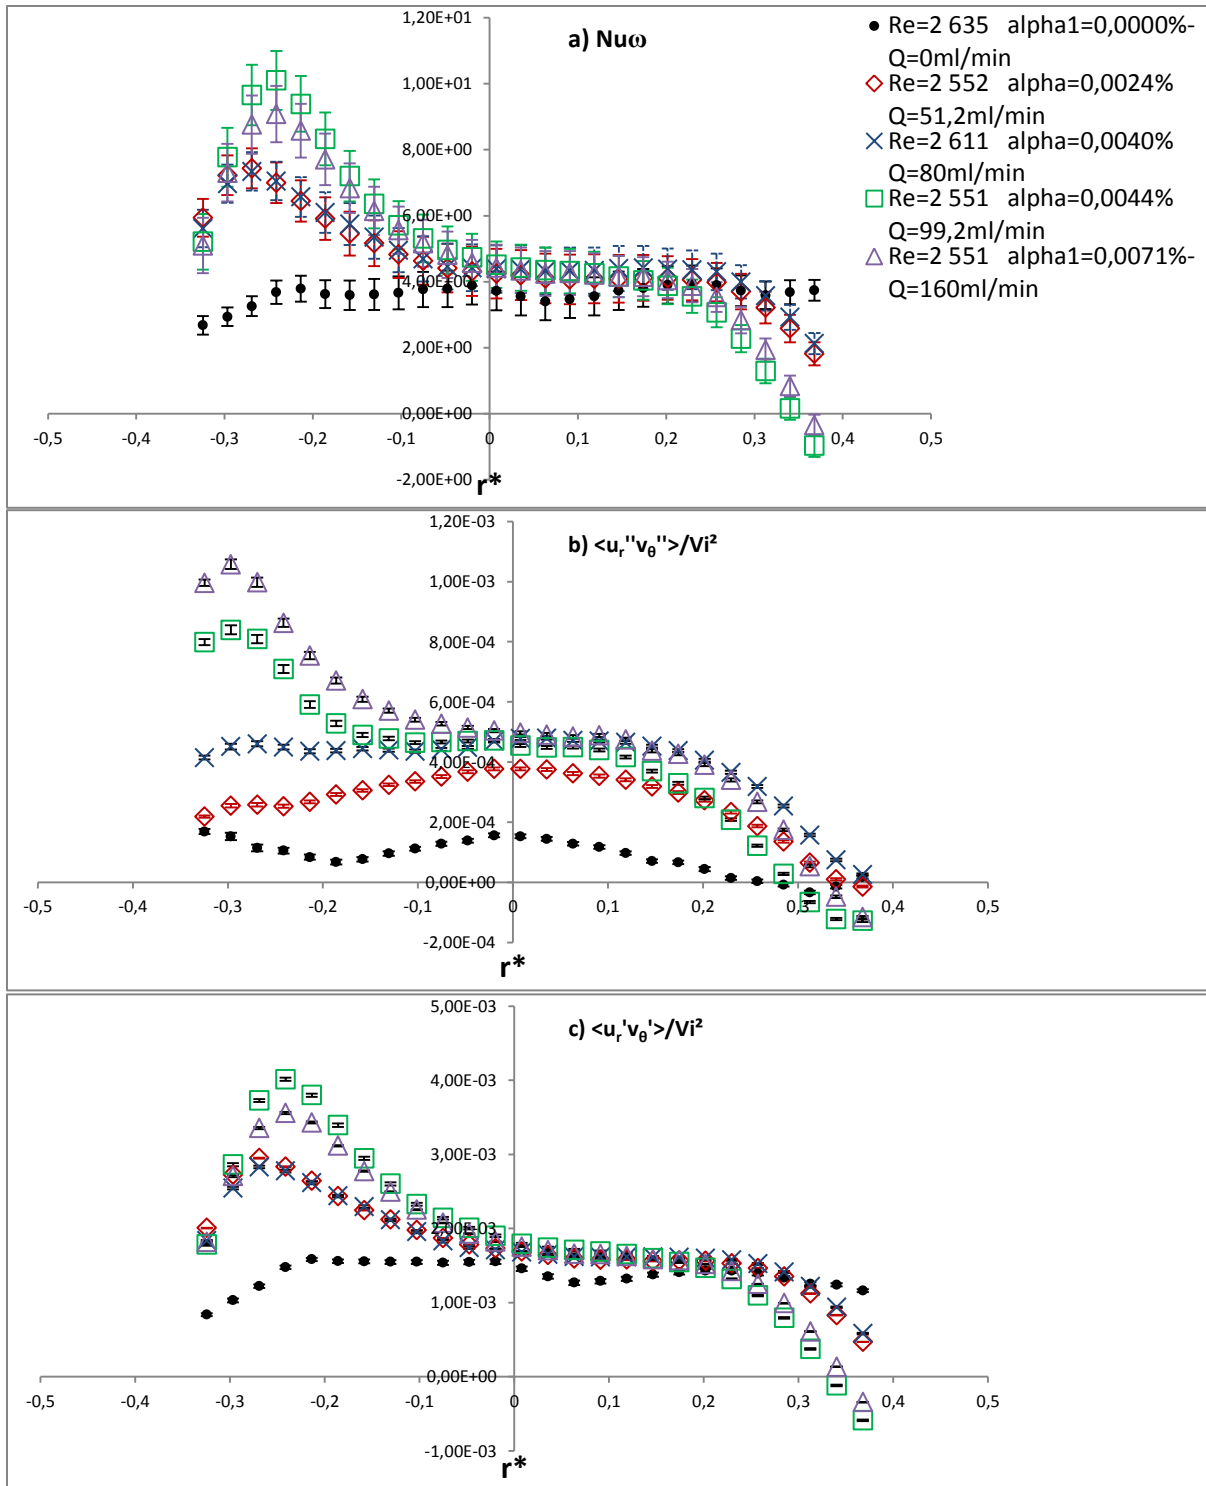 1,20E+01
1,00E+01
8,00E+00
6,00E+00
4,00E+00
2,00E+00
0,00E+00
-2,00E+00
-0,5
-0,4
-0,3
-0,2
-0,1
0
0,1
0,2
0,3
0,4
0,5
a) Nuω
r*
Re=2 635 alpha1=0,0000%-
Q=0ml/min
Re=2 552 alpha=0,0024%
Q=51,2ml/min
Re=2 611 alpha=0,0040%
Q=80ml/min
Re=2 551 alpha=0,0044%
Q=99,2ml/min
Re=2 551 alpha1=0,0071%-
Q=160ml/min
1,20E-03
1,00E-03
8,00E-04
6,00E-04
4,00E-04
2,00E-04
0,00E+00
-2,00E-04
-0,5
-0,4
-0,3
-0,2
-0,1
0
0,1
0,2
0,3
0,4
0,5
b) <u_r''v_θ''>/Vi²
r*
5,00E-03
4,00E-03
3,00E-03
2,00E-03
1,00E-03
0,00E+00
-1,00E-03
-0,5
-0,4
-0,3
-0,2
-0,1
0
0,1
0,2
0,3
0,4
0,5
c) <u_r'v_θ'>/Vi²
r*